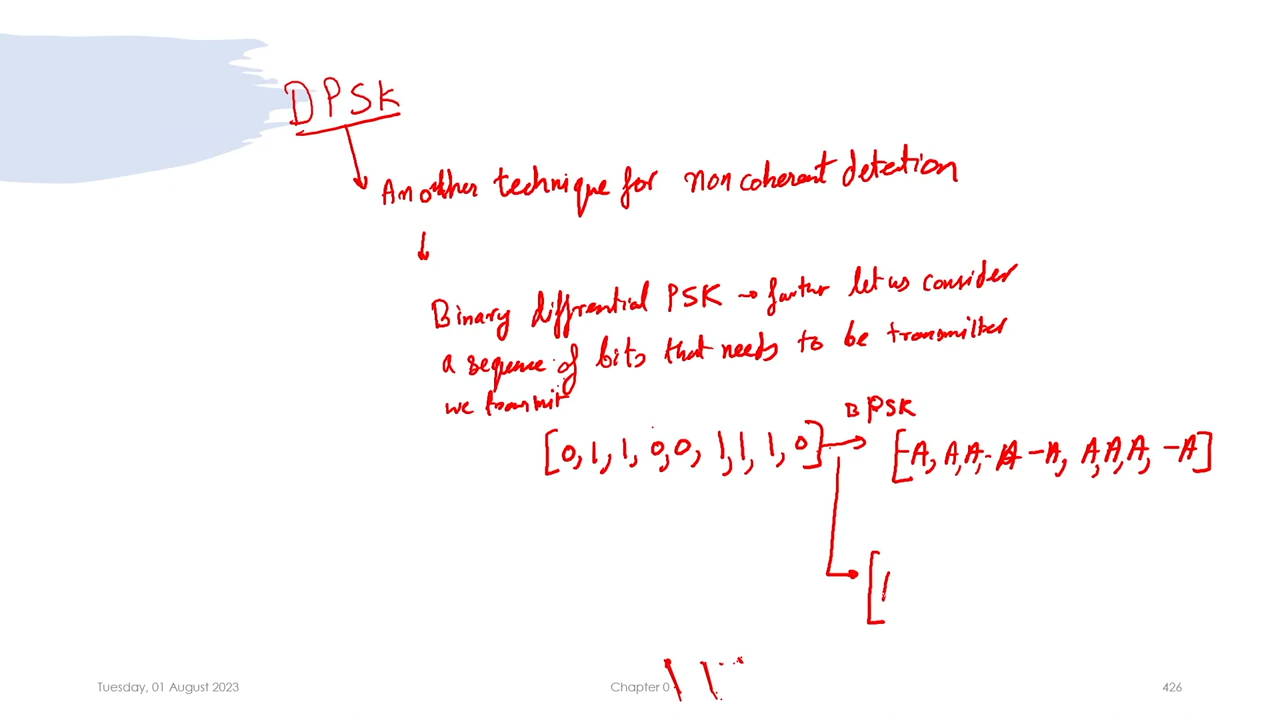 DPSK
Another technique for non coherent detection
Binary differential PSK → further let us consider
a sequence of bits that needs to be transmitter
we transmit
BPSK
[0, 1, 1, 0, 0, 1, 1, 1, 0] → [-A, A, A, -A -A, A, A, A, -A]
[1
Tuesday, 01 August 2023
Chapter 0
426